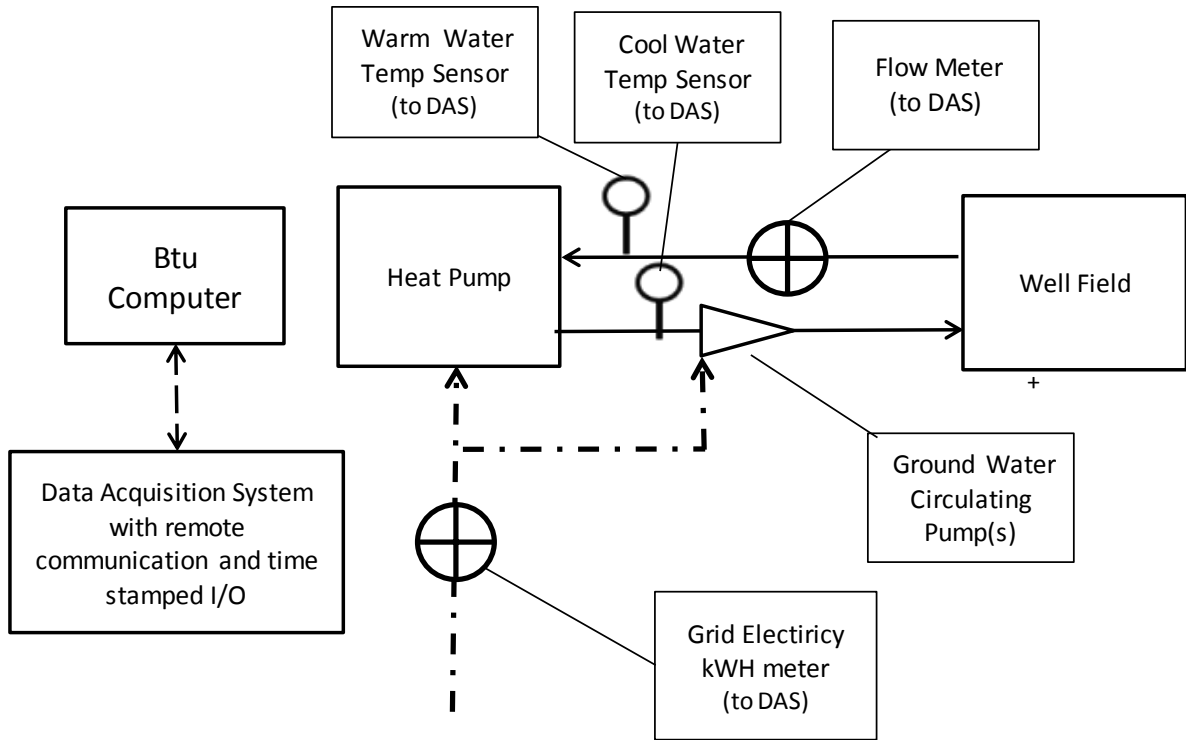 Warm Water
Temp Sensor
(to DAS)
Cool Water
Temp Sensor
(to DAS)
Flow Meter
(to DAS)
Btu
Computer
Heat Pump
Well Field
+
Data Acquisition System
with remote
communication and time
stamped I/O
Ground Water
Circulating
Pump(s)
Grid Electiricy
kWH meter
(to DAS)